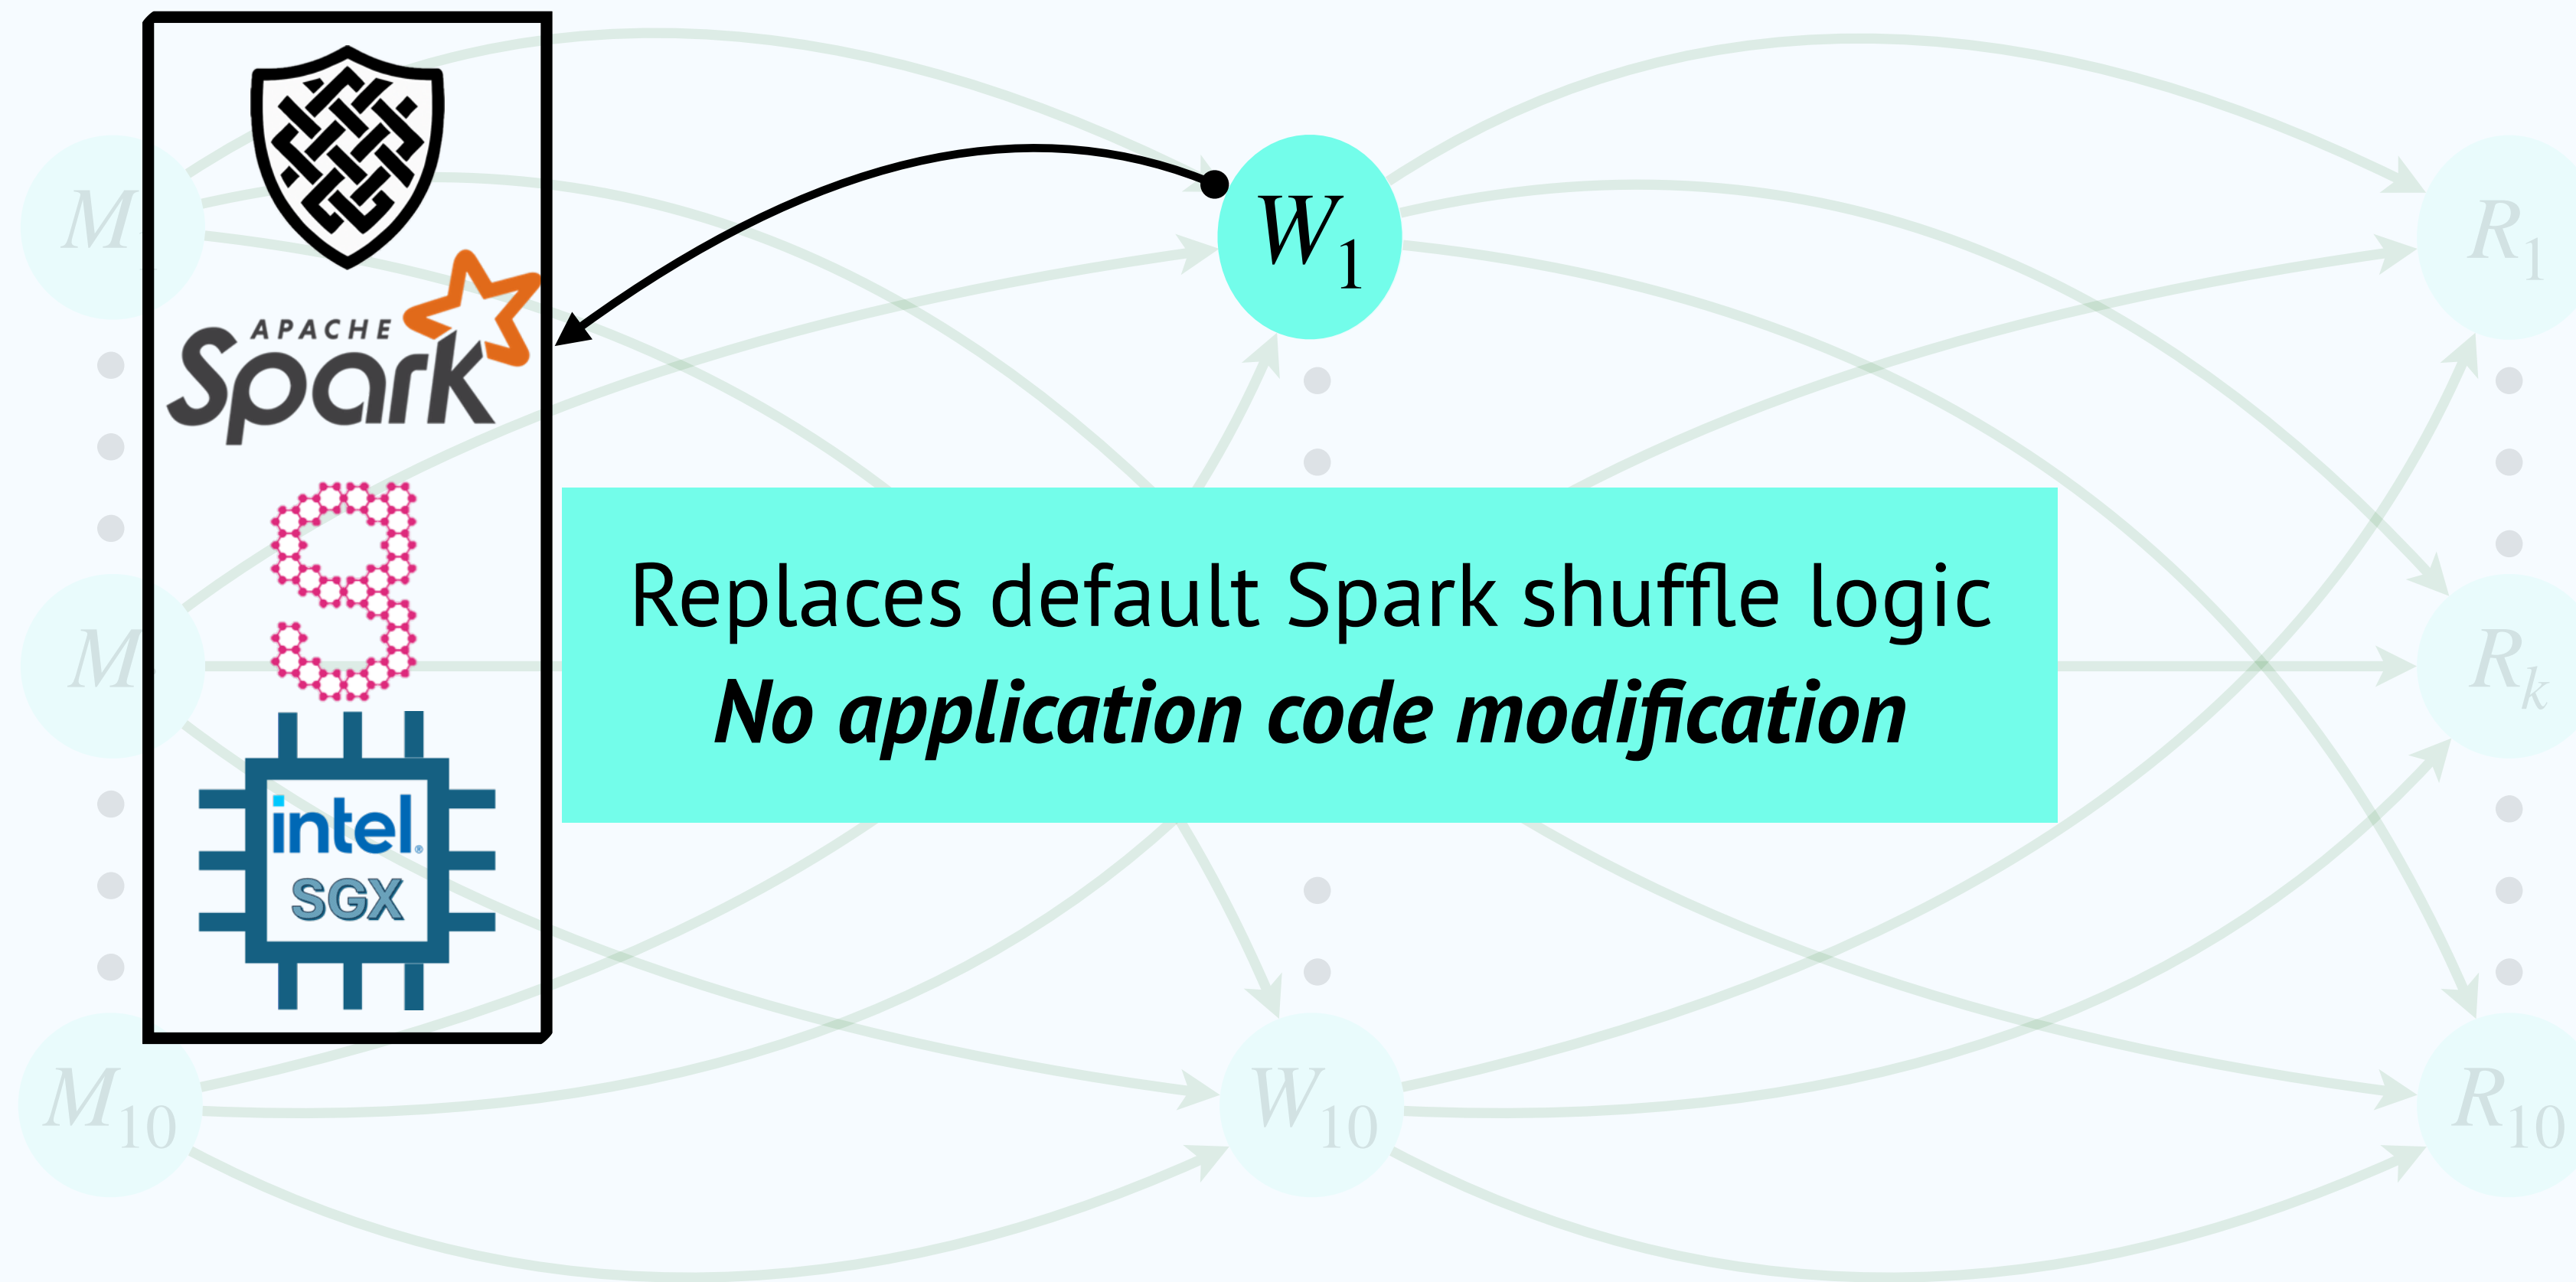 M
W1
R1
APACHE
Spark
g
Replaces default Spark shuffle logic
No application code modification
M
Rk
intel.
SGX
M10
W10
R10